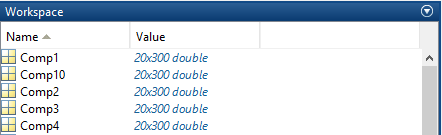 Workspace
Name Value
Comp1 20x300 double
Comp10 20x300 double
Comp2 20x300 double
Comp3 20x300 double
Comp4 20x300 double